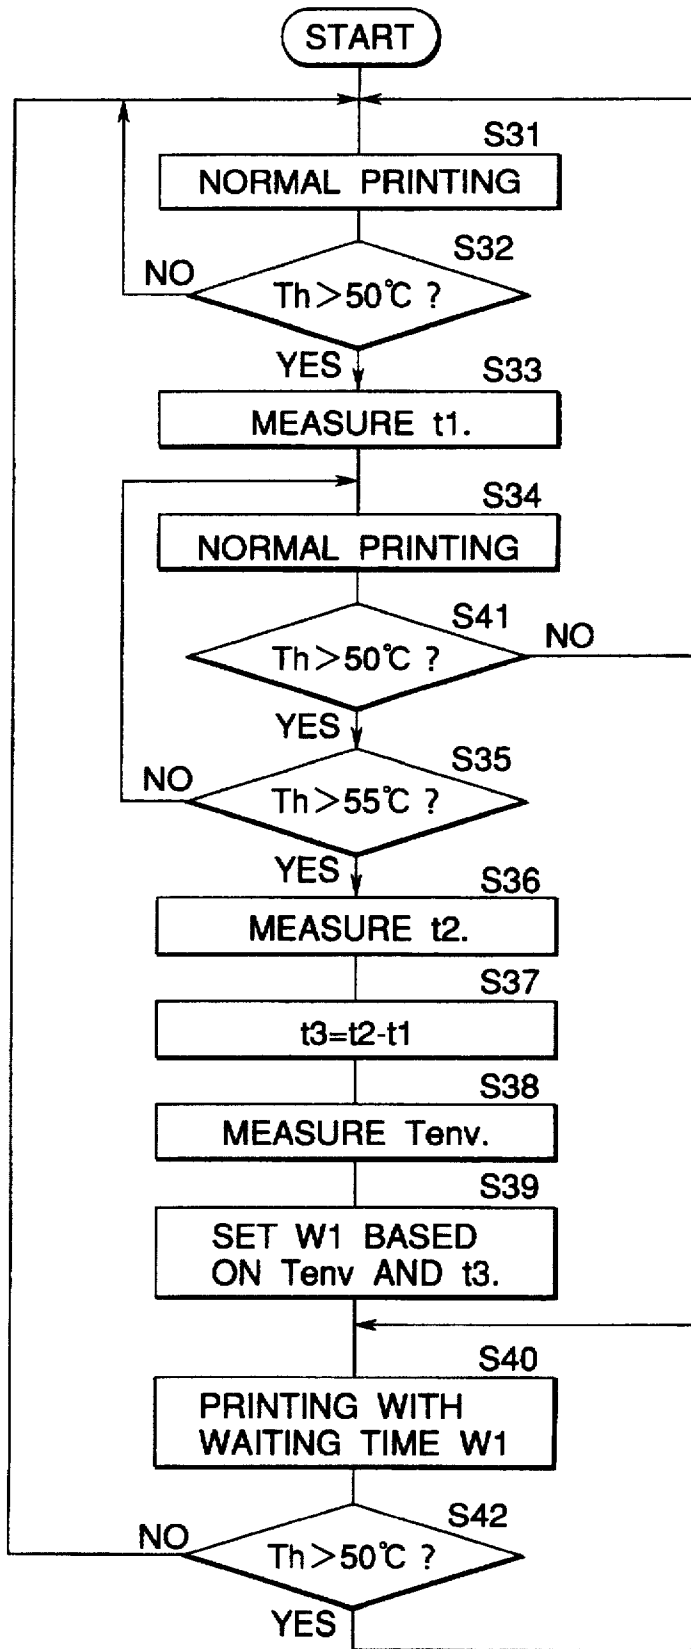 START
S31
NORMAL PRINTING
S32
NO
Th>50℃ ?
YES
S33
MEASURE t1.
S34
NORMAL PRINTING
S41
NO
Th>50℃ ?
YES
S35
NO
Th>55℃ ?
YES
S36
MEASURE t2.
S37
t3=t2-t1
S38
MEASURE Tenv.
S39
SET W1 BASED
ON Tenv AND t3.
S40
PRINTING WITH
WAITING TIME W1
S42
NO
Th>50℃ ?
YES